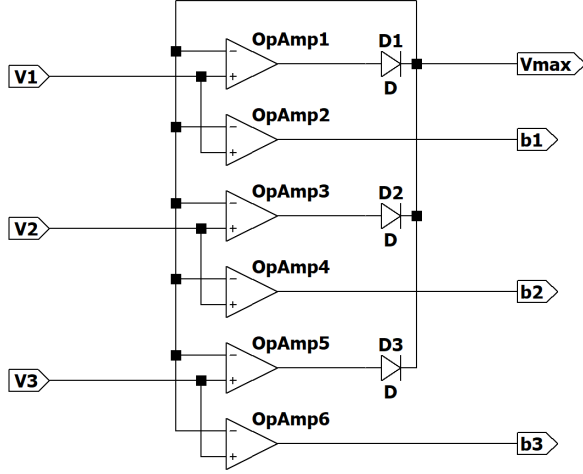 OpAmp1
D1
Vmax
V1
D
OpAmp2
b1
OpAmp3
D2
V2
D
OpAmp4
b2
OpAmp5
D3
V3
D
OpAmp6
b3